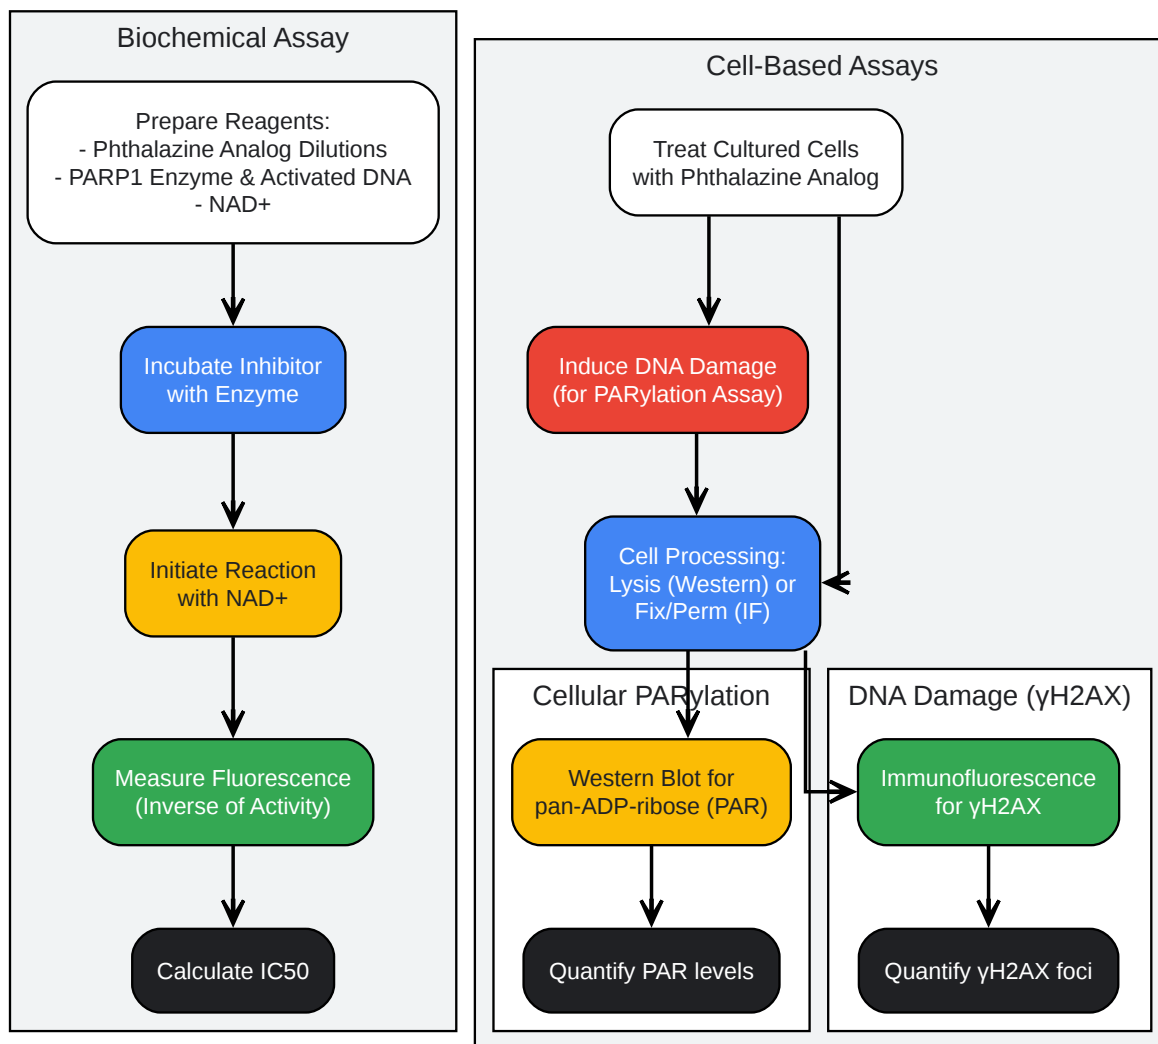 Biochemical Assay
Prepare Reagents:
- Phthalazine Analog Dilutions
- PARP1 Enzyme & Activated DNA
- NAD+
Incubate Inhibitor
with Enzyme
Initiate Reaction
with NAD+
Measure Fluorescence
(Inverse of Activity)
Calculate IC50
Cell-Based Assays
Treat Cultured Cells
with Phthalazine Analog
Induce DNA Damage
(for PARylation Assay)
Cell Processing:
Lysis (Western) or
Fix/Perm (IF)
Cellular PARylation
Western Blot for
pan-ADP-ribose (PAR)
Quantify PAR levels
DNA Damage (γH2AX)
Immunofluorescence
for γH2AX
Quantify γH2AX foci